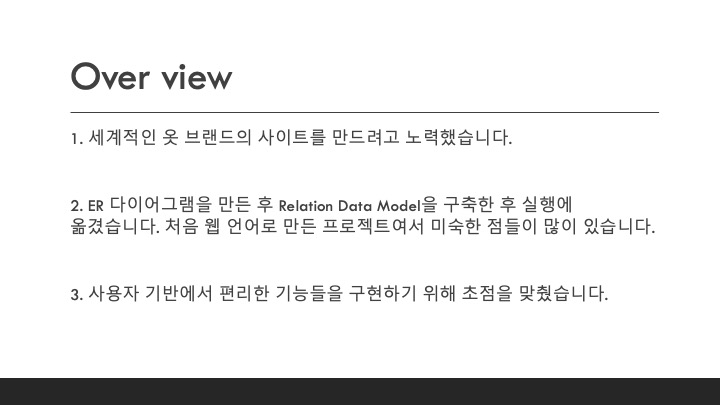 Over view
1. 세계적인 옷 브랜드의 사이트를 만드려고 노력했습니다.
2. ER 다이어그램을 만든 후 Relation Data Model을 구축한 후 실행에
옮겼습니다. 처음 웹 언어로 만든 프로젝트여서 미숙한 점들이 많이 있습니다.
3. 사용자 기반에서 편리한 기능들을 구현하기 위해 초점을 맞췄습니다.